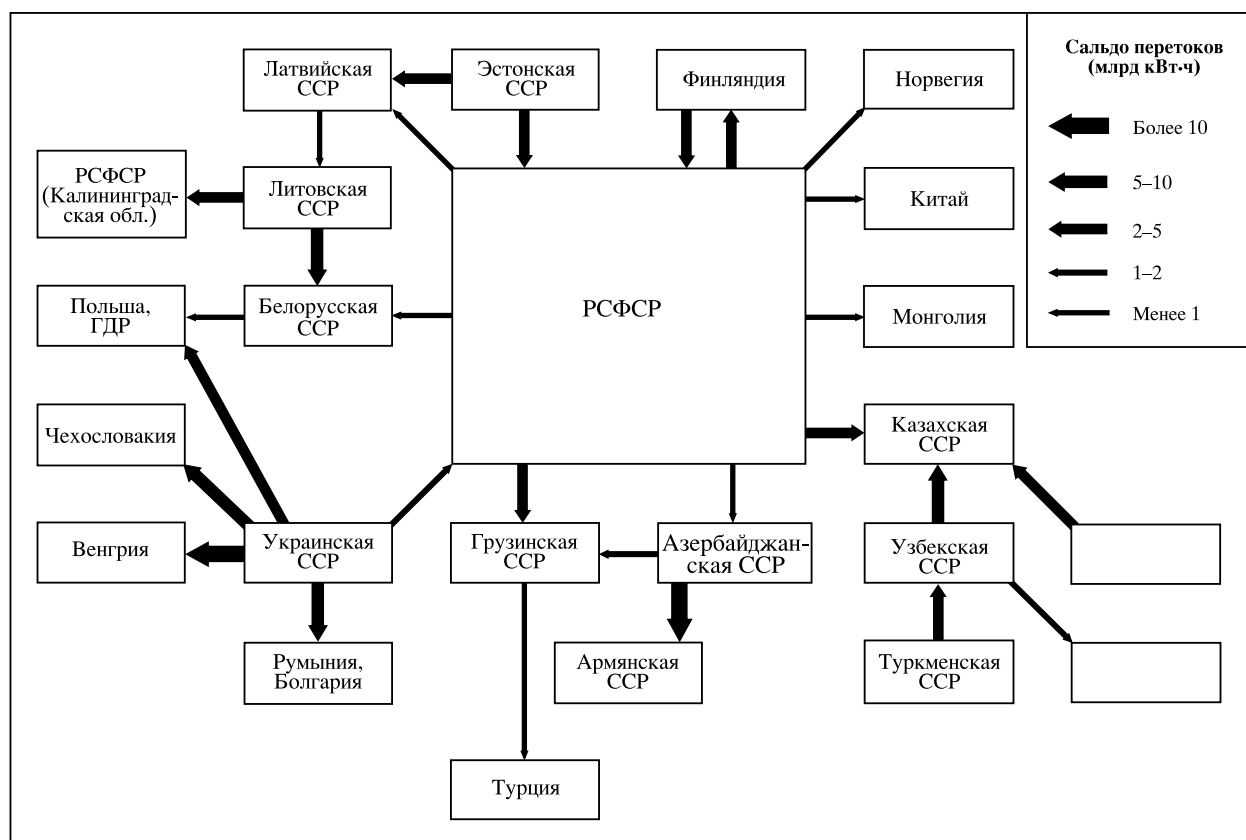 Латвийская
ССР
Эстонская
ССР
Финляндия
Норвегия
Сальдо перетоков
(млрд кВт·ч)
Более 10
5–10
2–5
1–2
Менее 1
РСФСР
(Калининград-
ская обл.)
Литовская
ССР
Китай
Польша,
ГДР
Белорусская
ССР
РСФСР
Монголия
Чехословакия
Казахская
ССР
Венгрия
Украинская
ССР
Грузинская
ССР
Азербайджан-
ская ССР
Узбекская
ССР
Румыния,
Болгария
Армянская
ССР
Туркменская
ССР
Турция